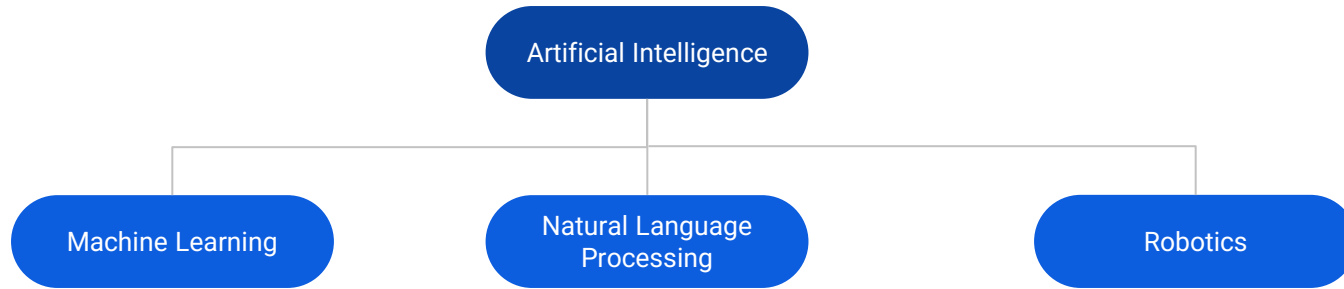 Artificial Intelligence
Machine Learning
Natural Language
Processing
Robotics